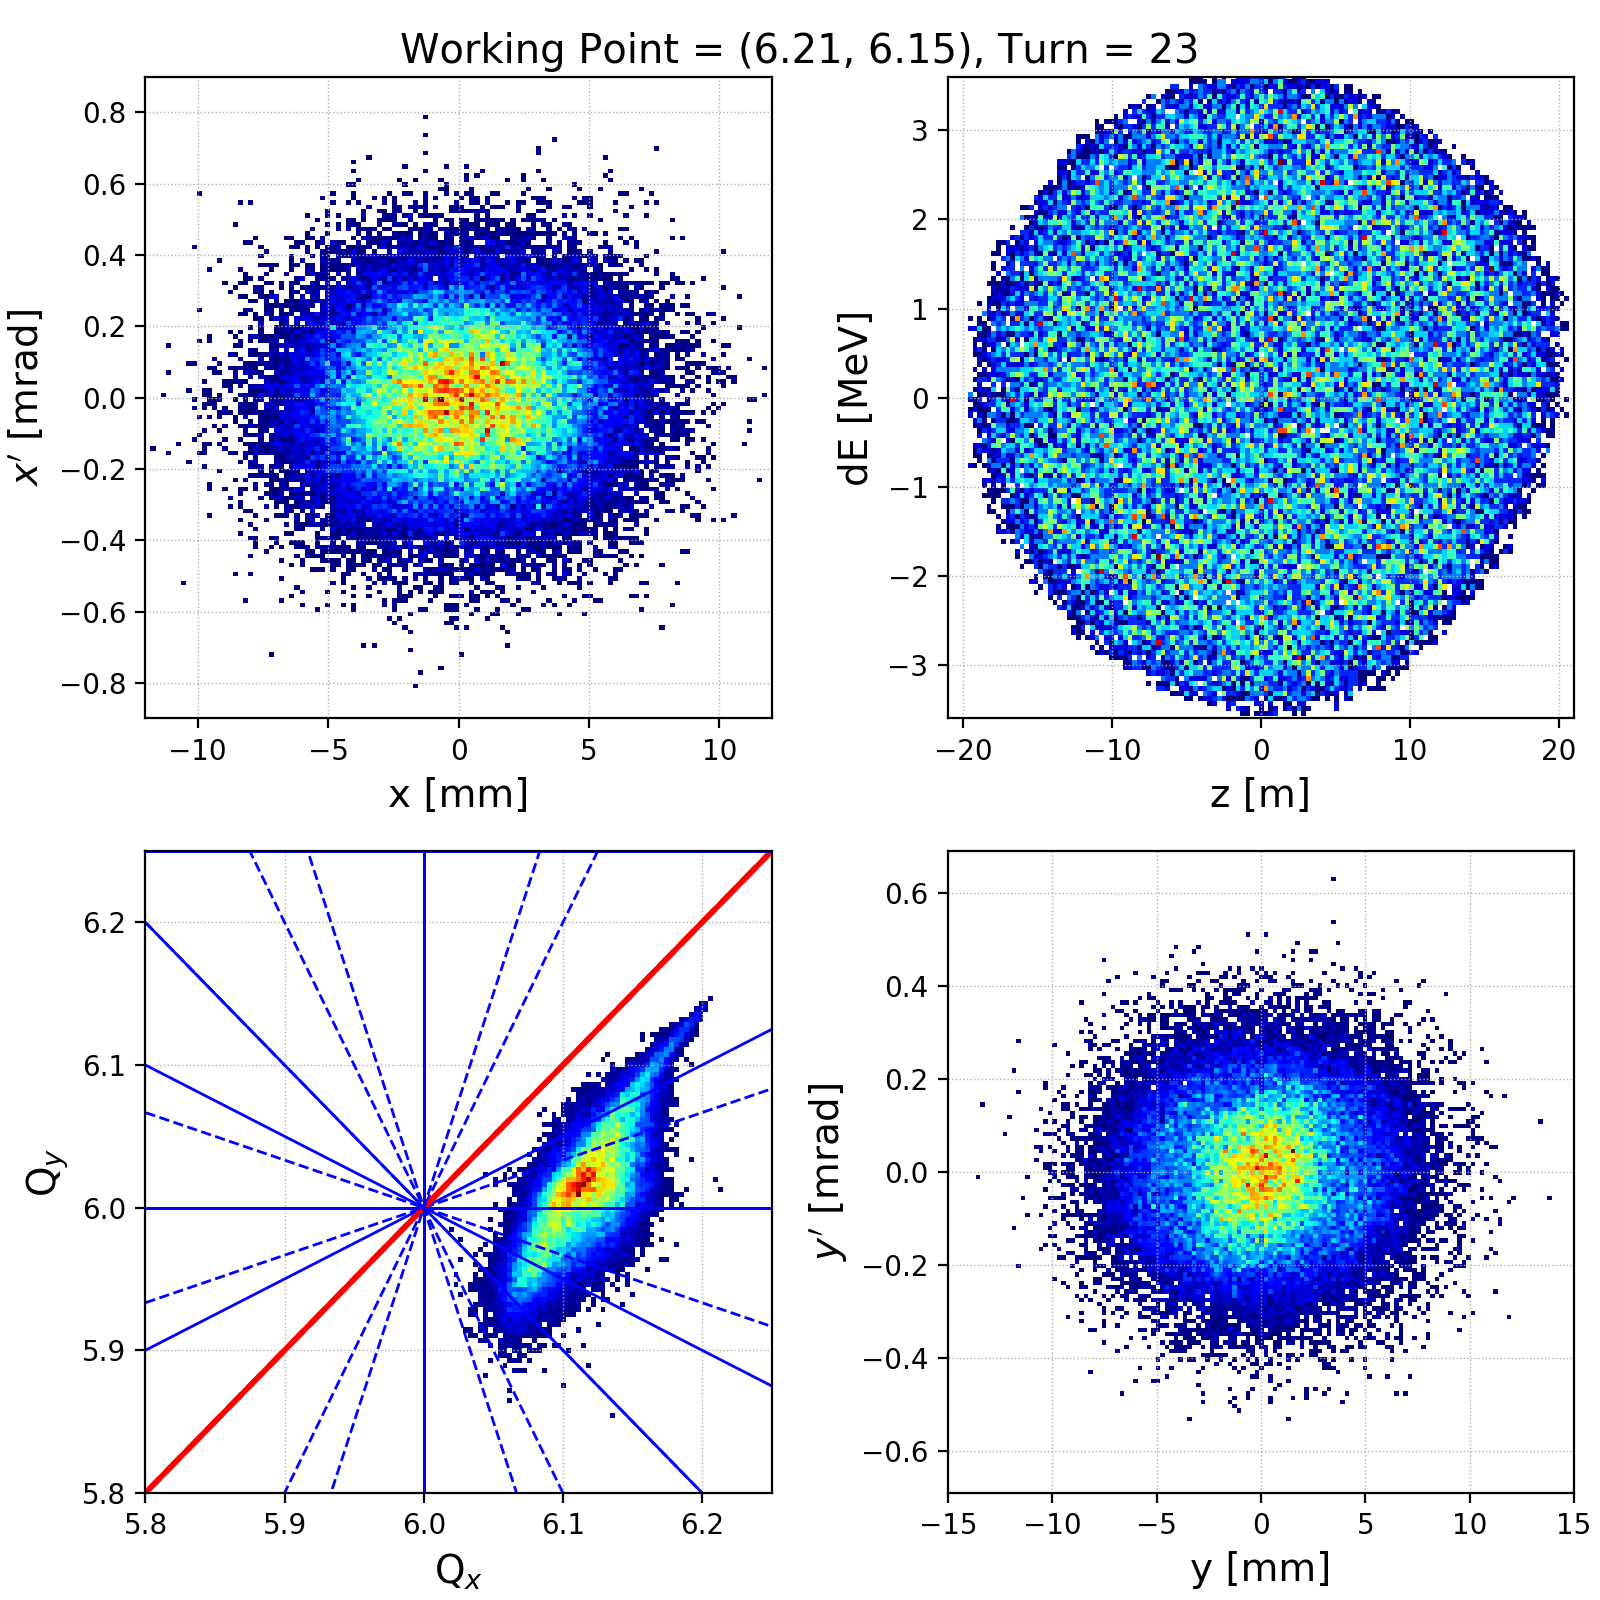 Working Point = (6.21, 6.15), Turn = 23
0.8
0.6
0.4
0.2
0.0
−0.2
−0.4
−0.6
−0.8
x′ [mrad]
−10 −5 0 5 10
x [mm]
3
2
1
0
−1
−2
−3
dE [MeV]
−20 −10 0 10 20
z [m]
6.2
6.1
6.0
5.9
5.8
Qy
5.8 5.9 6.0 6.1 6.2
Qx
0.6
0.4
0.2
0.0
−0.2
−0.4
−0.6
y′ [mrad]
−15 −10 −5 0 5 10 15
y [mm]